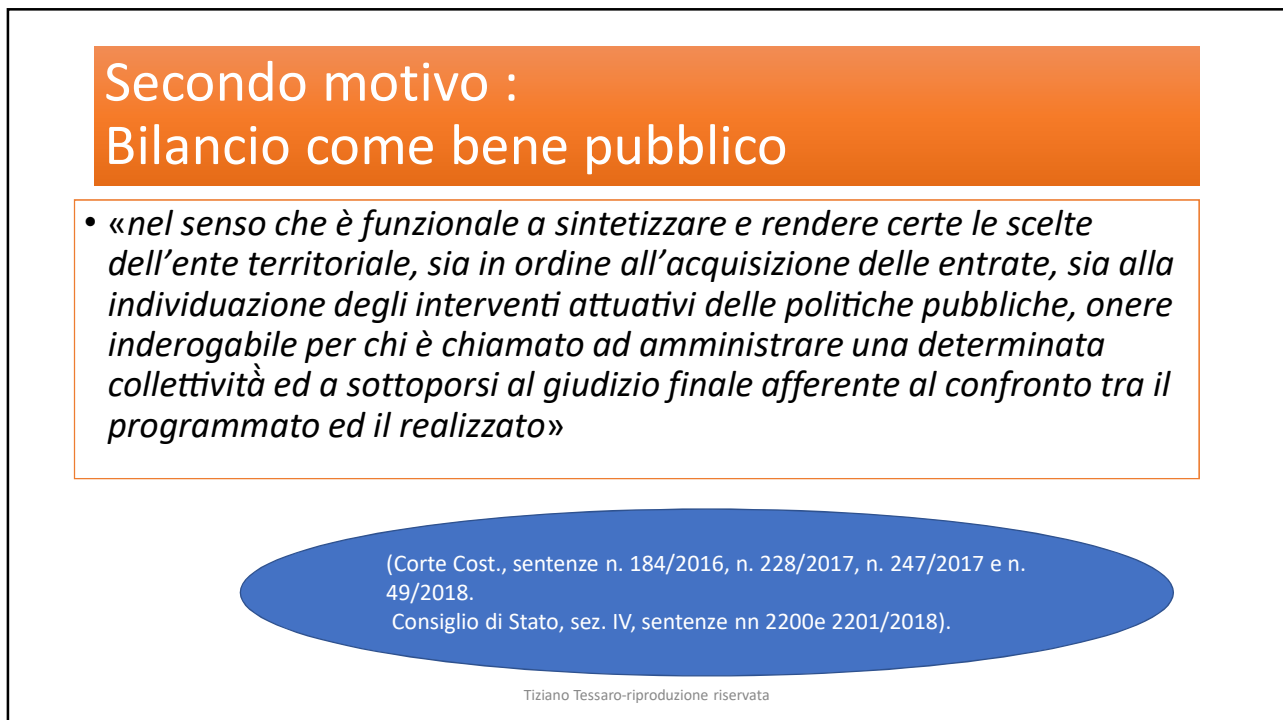 Secondo motivo :
Bilancio come bene pubblico
• «nel senso che è funzionale a sintetizzare e rendere certe le scelte
dell’ente territoriale, sia in ordine all’acquisizione delle entrate, sia alla
individuazione degli interventi attuativi delle politiche pubbliche, onere
inderogabile per chi è chiamato ad amministrare una determinata
collettività̀ ed a sottoporsi al giudizio finale afferente al confronto tra il
programmato ed il realizzato»
(Corte Cost., sentenze n. 184/2016, n. 228/2017, n. 247/2017 e n.
49/2018.
Consiglio di Stato, sez. IV, sentenze nn 2200e 2201/2018).
Tiziano Tessaro-riproduzione riservata